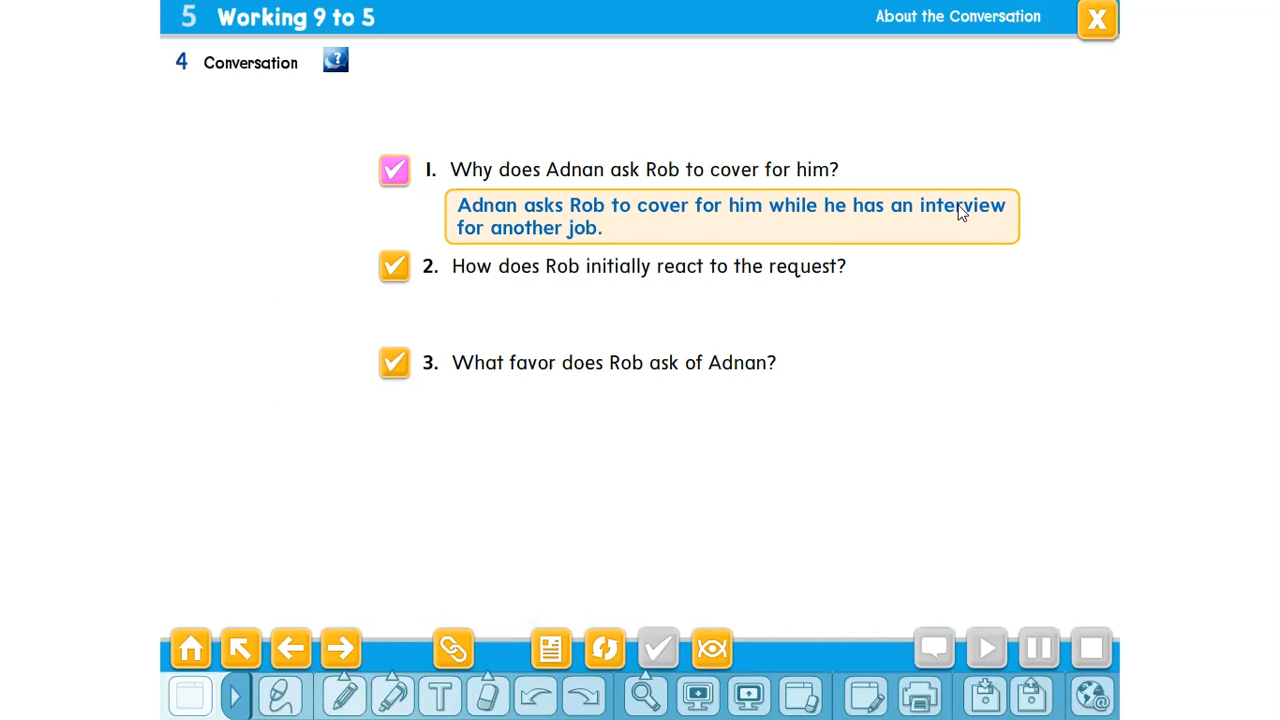 5 Working 9 to 5
About the Conversation
X
4 Conversation
?
1. Why does Adnan ask Rob to cover for him?
Adnan asks Rob to cover for him while he has an interview
for another job.
2. How does Rob initially react to the request?
3. What favor does Rob ask of Adnan?
T
@